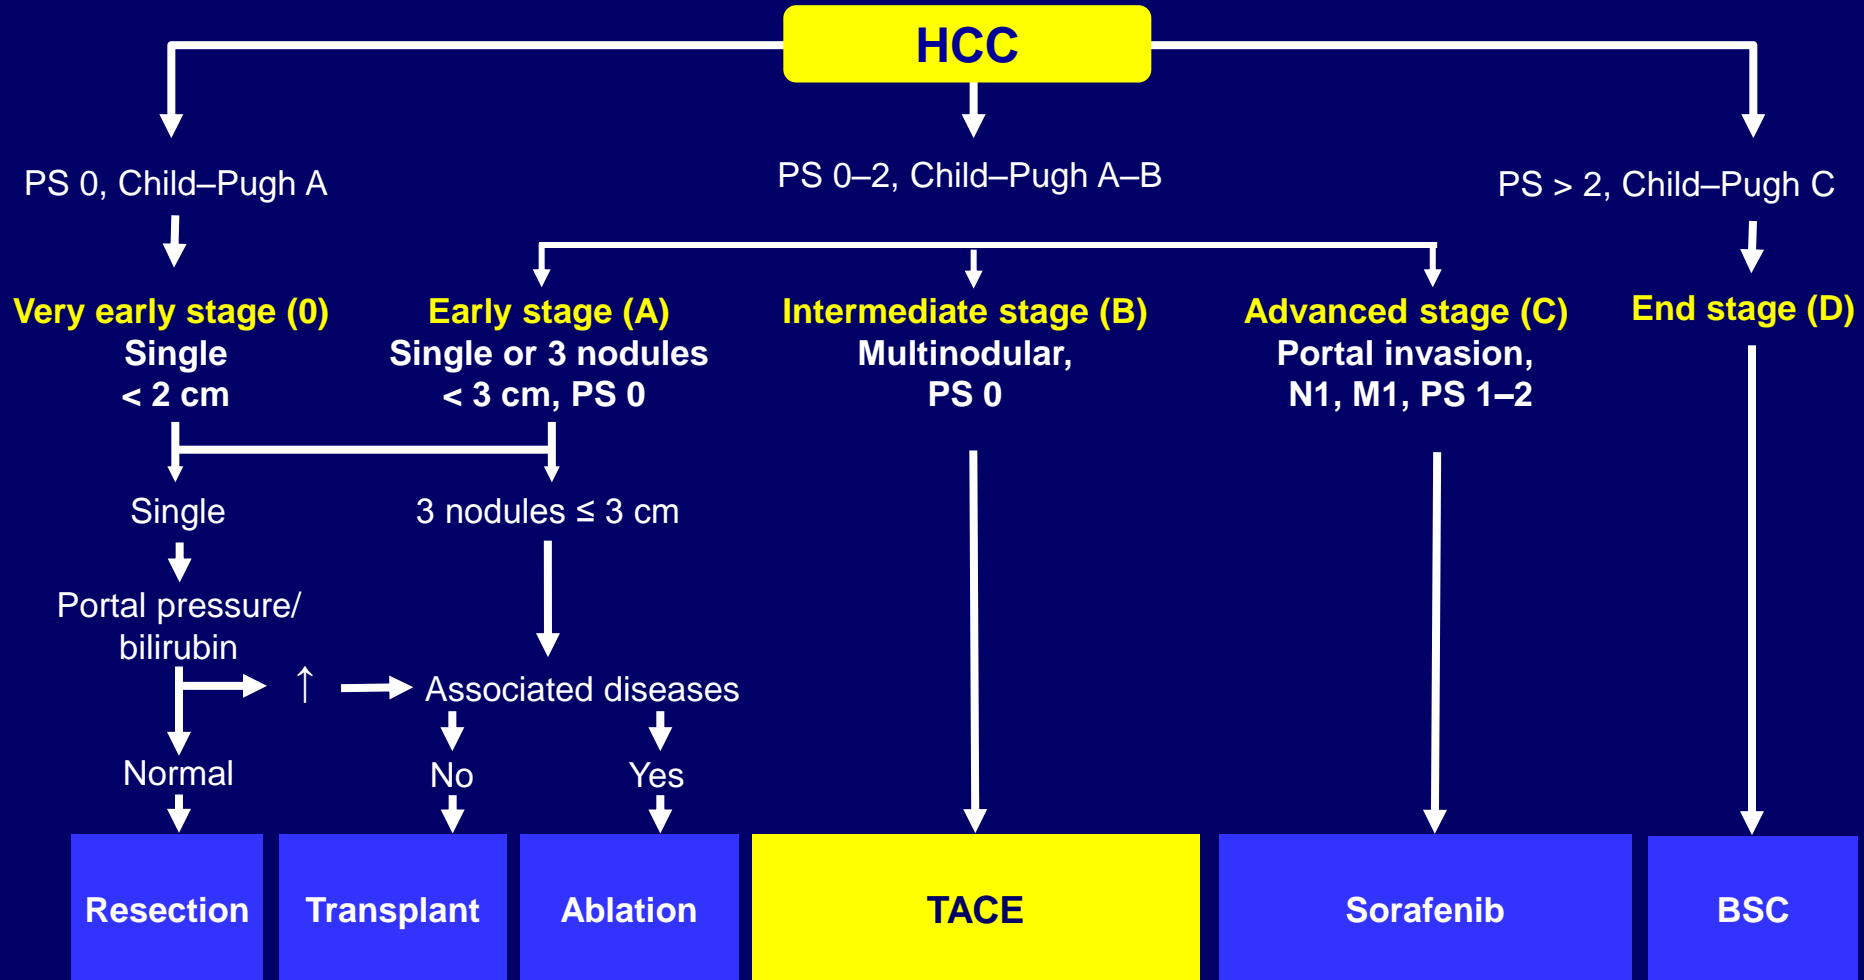 HCC
PS 0, Child–Pugh A
PS 0–2, Child–Pugh A–B
PS > 2, Child–Pugh C
Very early stage (0)
Single
< 2 cm
Early stage (A)
Single or 3 nodules
< 3 cm, PS 0
Intermediate stage (B)
Multinodular,
PS 0
Advanced stage (C)
Portal invasion,
N1, M1, PS 1–2
End stage (D)
Single
3 nodules ≤ 3 cm
Portal pressure/
bilirubin
↑
Associated diseases
Normal
No
Yes
Resection
Transplant
Ablation
TACE
Sorafenib
BSC